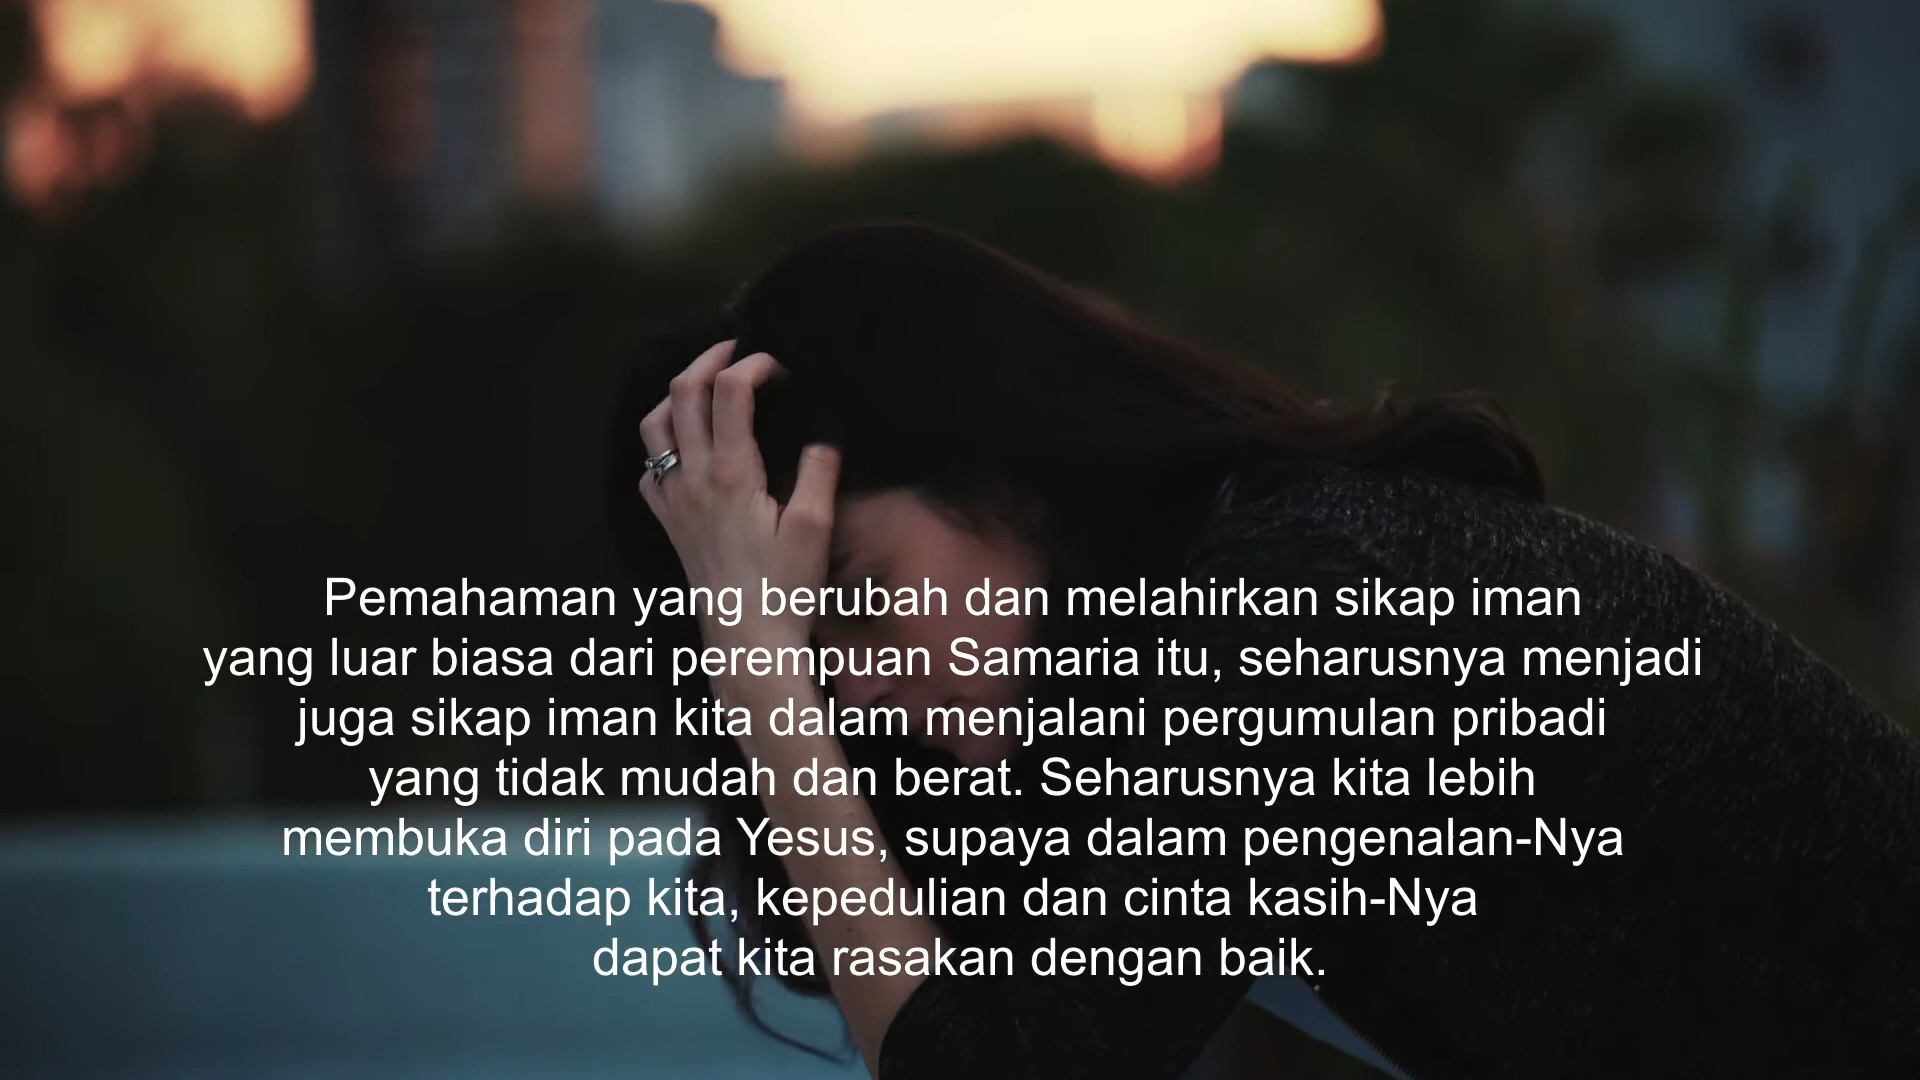 Pemahaman yang berubah dan melahirkan sikap iman
yang luar biasa dari perempuan Samaria itu, seharusnya menjadi
juga sikap iman kita dalam menjalani pergumulan pribadi
yang tidak mudah dan berat. Seharusnya kita lebih
membuka diri pada Yesus, supaya dalam pengenalan-Nya
terhadap kita, kepedulian dan cinta kasih-Nya
dapat kita rasakan dengan baik.